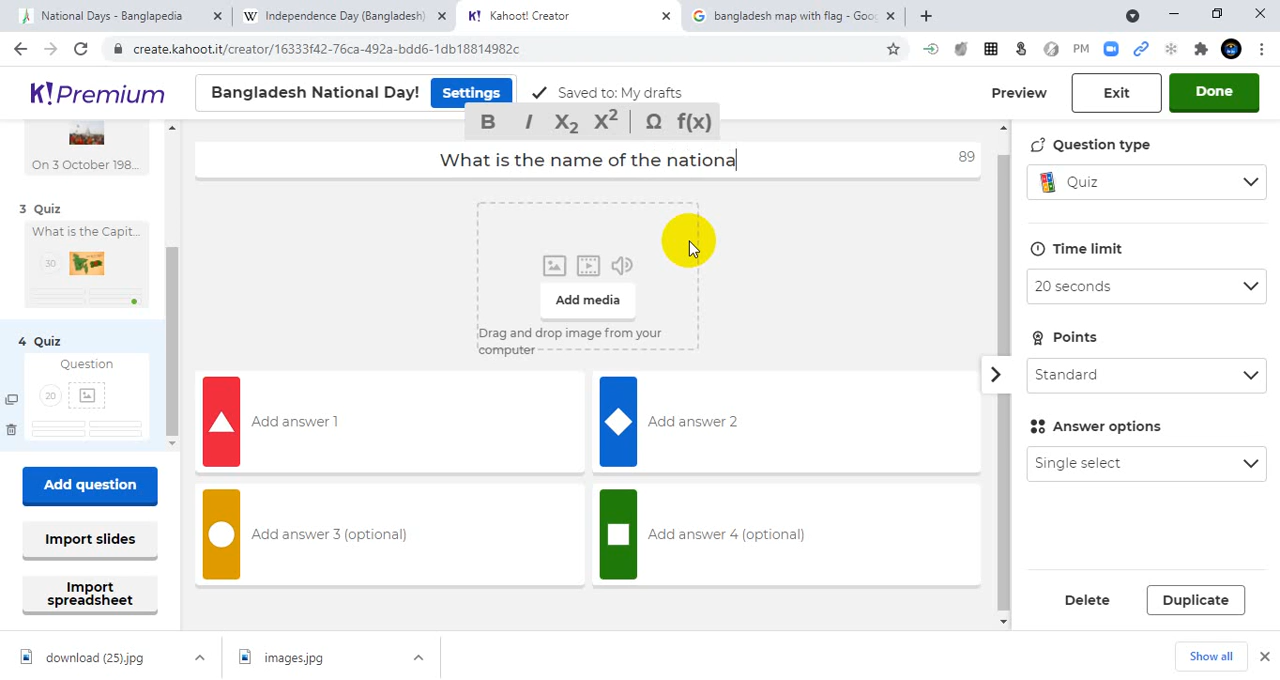 National Days - Banglapedia
Independence Day (Bangladesh)
Kahoot! Creator
bangladesh map with flag - Goo
create.kahoot.it/creator/16333f42-76ca-492a-bdd6-1db18814982c
PM
K! Premium
Bangladesh National Day!
Settings
Saved to: My drafts
Preview
Exit
Done
B I X2 X2 Ω f(x)
What is the name of the nationa
89
On 3 October 198...
3 Quiz
What is the Capit...
30
4 Quiz
Question
20
Add question
Import slides
Import
spreadsheet
Add media
Drag and drop image from your
computer
Add answer 1
Add answer 2
Add answer 3 (optional)
Add answer 4 (optional)
Question type
Quiz
Time limit
20 seconds
Points
Standard
Answer options
Single select
Delete
Duplicate
download (25).jpg
images.jpg
Show all